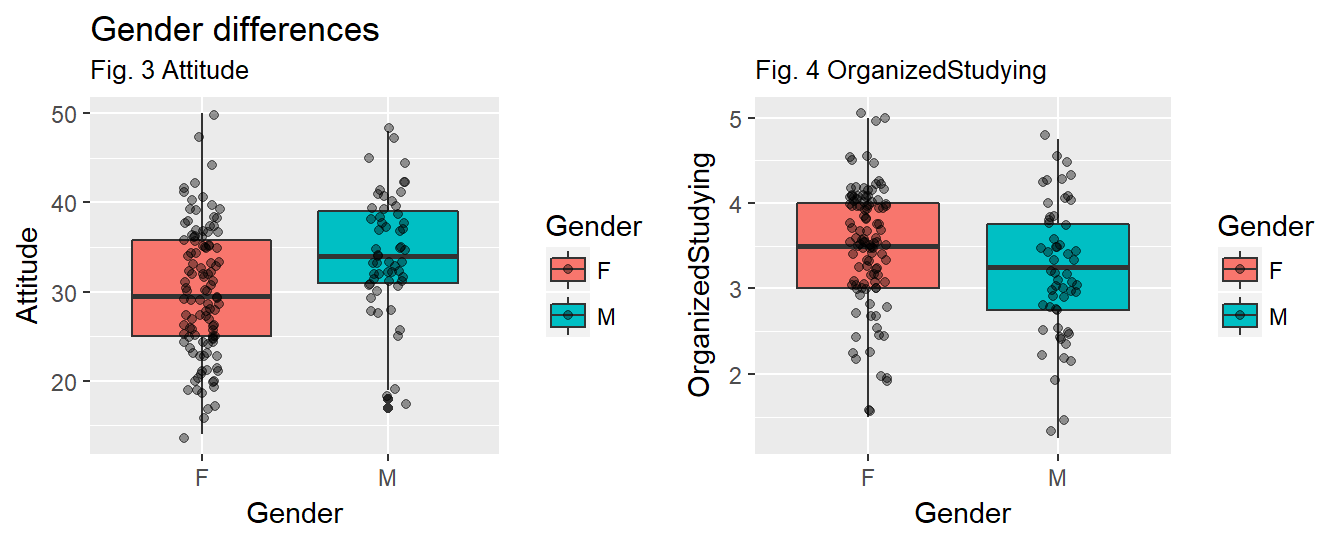 Gender differences
Fig. 3 Attitude
Attitude
50
40
30
20
F
M
Gender
Gender
F
M
Fig. 4 OrganizedStudying
OrganizedStudying
5
4
3
2
F
M
Gender
Gender
F
M